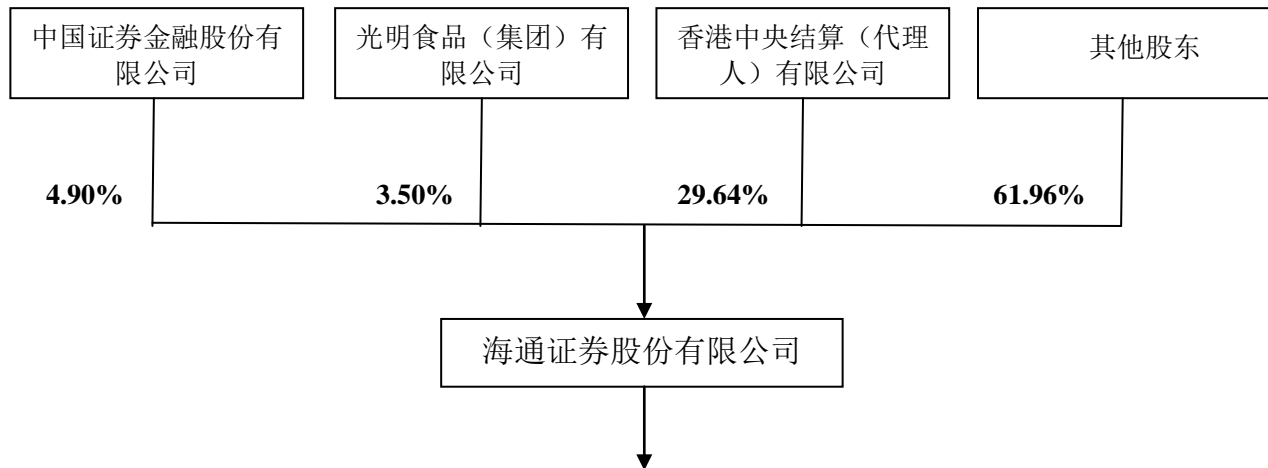 中国证券金融股份有
限公司
光明食品（集团）有
限公司
香港中央结算（代理
人）有限公司
其他股东
4.90%
3.50%
29.64%
61.96%
海通证券股份有限公司